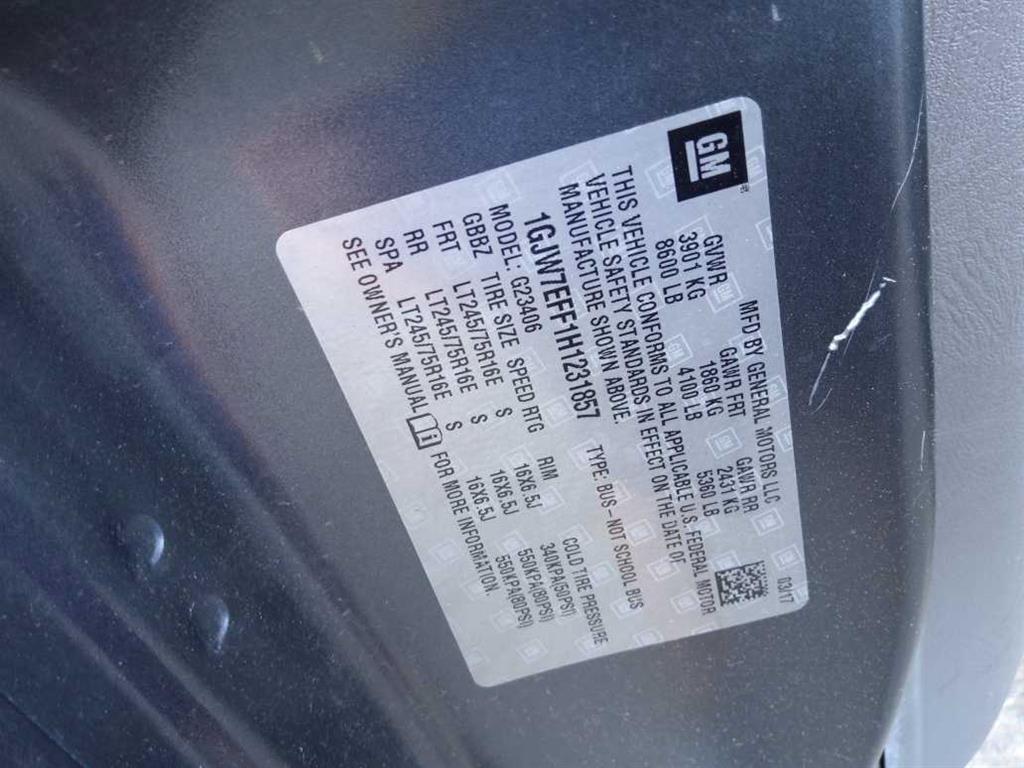 GM
MFD BY GENERAL MOTORS LLC 03/17
GVWR GAWR FRT GAWR RR
3901 KG 1860 KG 2431 KG
8600 LB 4100 LB 5360 LB
THIS VEHICLE CONFORMS TO ALL APPLICABLE U.S. FEDERAL MOTOR
VEHICLE SAFETY STANDARDS IN EFFECT ON THE DATE OF
MANUFACTURE SHOWN ABOVE.
1GJW7EFF1H1231857 TYPE: BUS - NOT SCHOOL BUS
MODEL: G23406
GBBZ TIRE SIZE SPEED RTG RIM COLD TIRE PRESSURE
FRT LT245/75R16E S 16X6.5J 340KPA(50PSI)
RR LT245/75R16E S 16X6.5J 550KPA(80PSI)
SPA LT245/75R16E S 16X6.5J 550KPA(80PSI)
SEE OWNER'S MANUAL i FOR MORE INFORMATION.